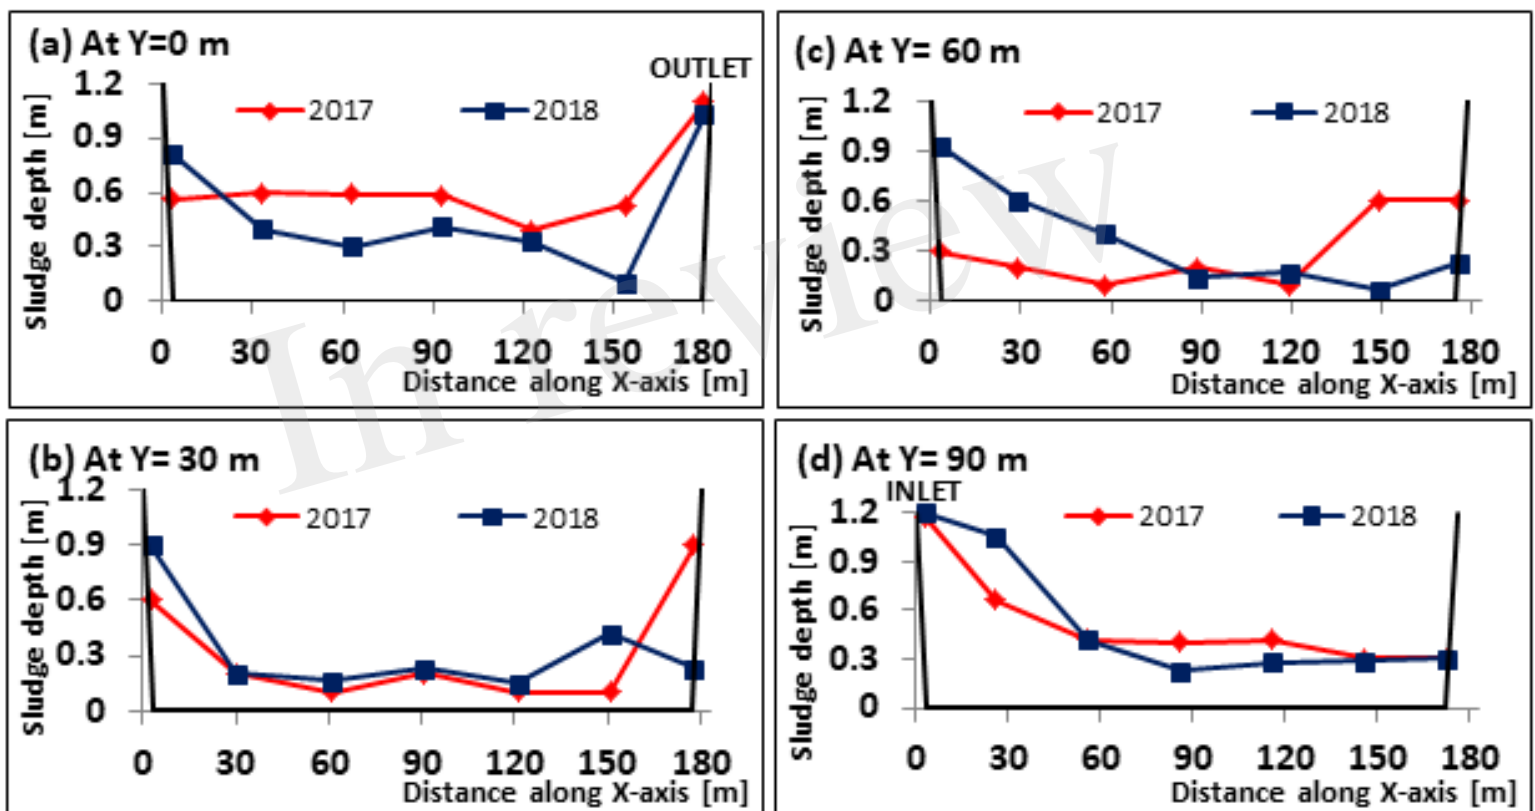 (a) At Y=0 m
OUTLET
Sludge depth [m]
1.2
0.9
0.6
0.3
0
2017
2018
0 30 60 90 120 150 180
Distance along X-axis [m]
(c) At Y= 60 m
Sludge depth [m]
1.2
0.9
0.6
0.3
0
2017
2018
0 30 60 90 120 150 180
Distance along X-axis [m]
(b) At Y= 30 m
Sludge depth [m]
1.2
0.9
0.6
0.3
0
2017
2018
0 30 60 90 120 150 180
Distance along X-axis [m]
(d) At Y= 90 m
INLET
Sludge depth [m]
1.2
0.9
0.6
0.3
0
2017
2018
0 30 60 90 120 150 180
Distance along X-axis [m]
In review